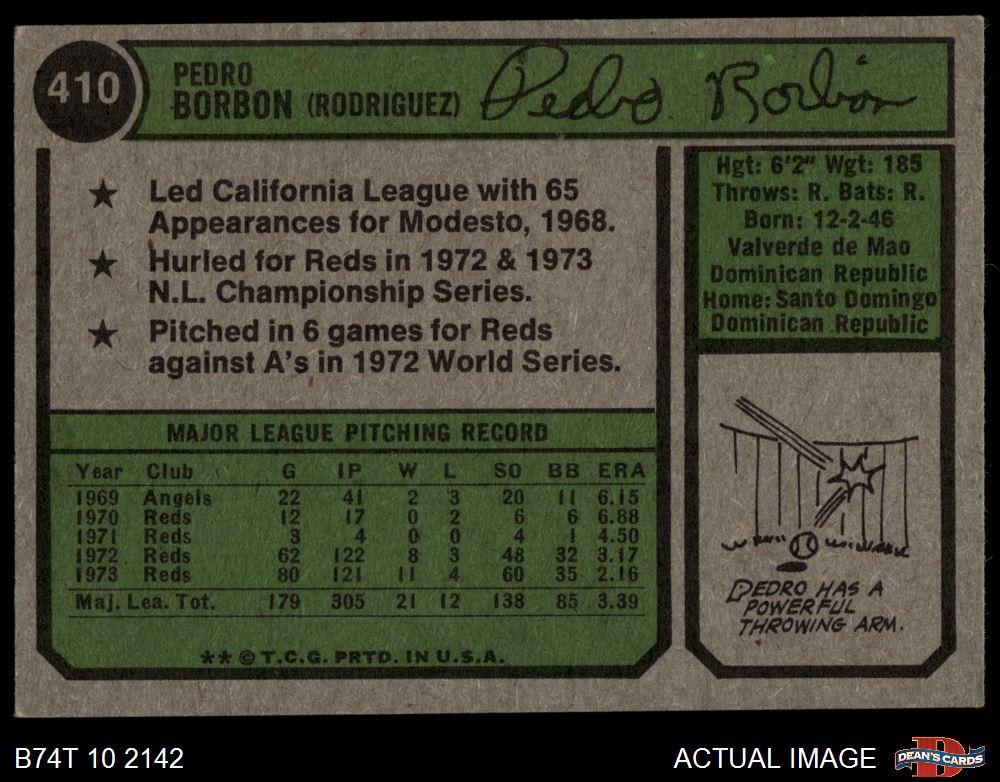 410
PEDRO
BORBON (RODRIGUEZ)
Pedro Borbon
★ Led California League with 65
Appearances for Modesto, 1968.
★ Hurled for Reds in 1972 & 1973
N.L. Championship Series.
★ Pitched in 6 games for Reds
against A's in 1972 World Series.
Hgt: 6'2" Wgt: 185
Throws: R. Bats: R.
Born: 12-2-46
Valverde de Mao
Dominican Republic
Home: Santo Domingo
Dominican Republic
MAJOR LEAGUE PITCHING RECORD
Year Club G IP W L SO BB ERA
1969 Angels 22 41 2 3 20 11 6.15
1970 Reds 12 17 0 2 6 6 6.88
1971 Reds 3 4 0 0 4 1 4.50
1972 Reds 62 122 8 3 48 32 3.17
1973 Reds 80 121 11 4 60 35 2.16
Maj. Lea. Tot. 179 305 21 12 138 85 3.39
** © T.C.G. PRTD. IN U.S.A.
PEDRO HAS A
POWERFUL
THROWING ARM.
B74T 10 2142
ACTUAL IMAGE
D
DEAN'S CARDS